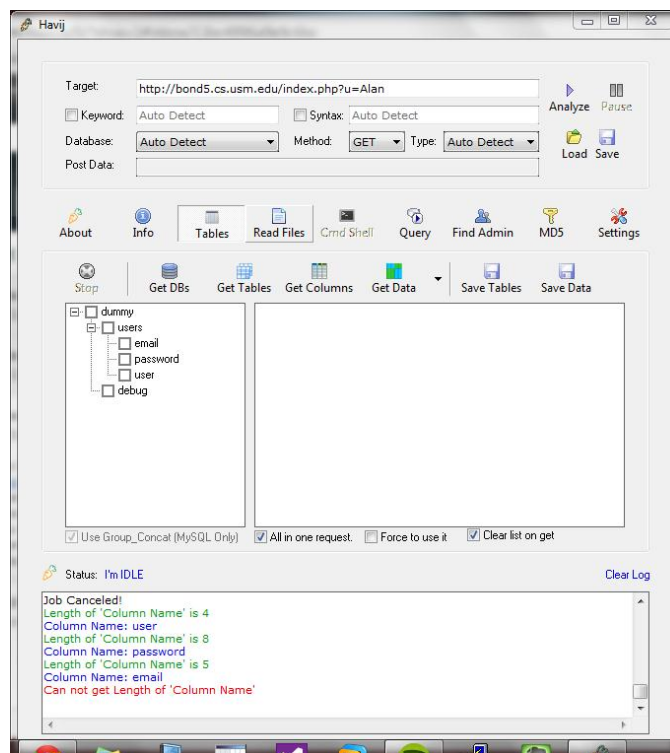 Havij
Target: http://bond5.cs.usm.edu/index.php?u=Alan
Analyze Pause
Keyword: Auto Detect Syntax: Auto Detect
Database: Auto Detect Method: GET Type: Auto Detect
Load Save
Post Data:
About Info Tables Read Files Cmd Shell Query Find Admin MD5 Settings
Stop Get DBs Get Tables Get Columns Get Data Save Tables Save Data
dummy
users
email
password
user
debug
Use Group_Concat (MySQL Only) All in one request. Force to use it Clear list on get
Status: I'm IDLE Clear Log
Job Canceled!
Length of 'Column Name' is 4
Column Name: user
Length of 'Column Name' is 8
Column Name: password
Length of 'Column Name' is 5
Column Name: email
Can not get Length of 'Column Name'